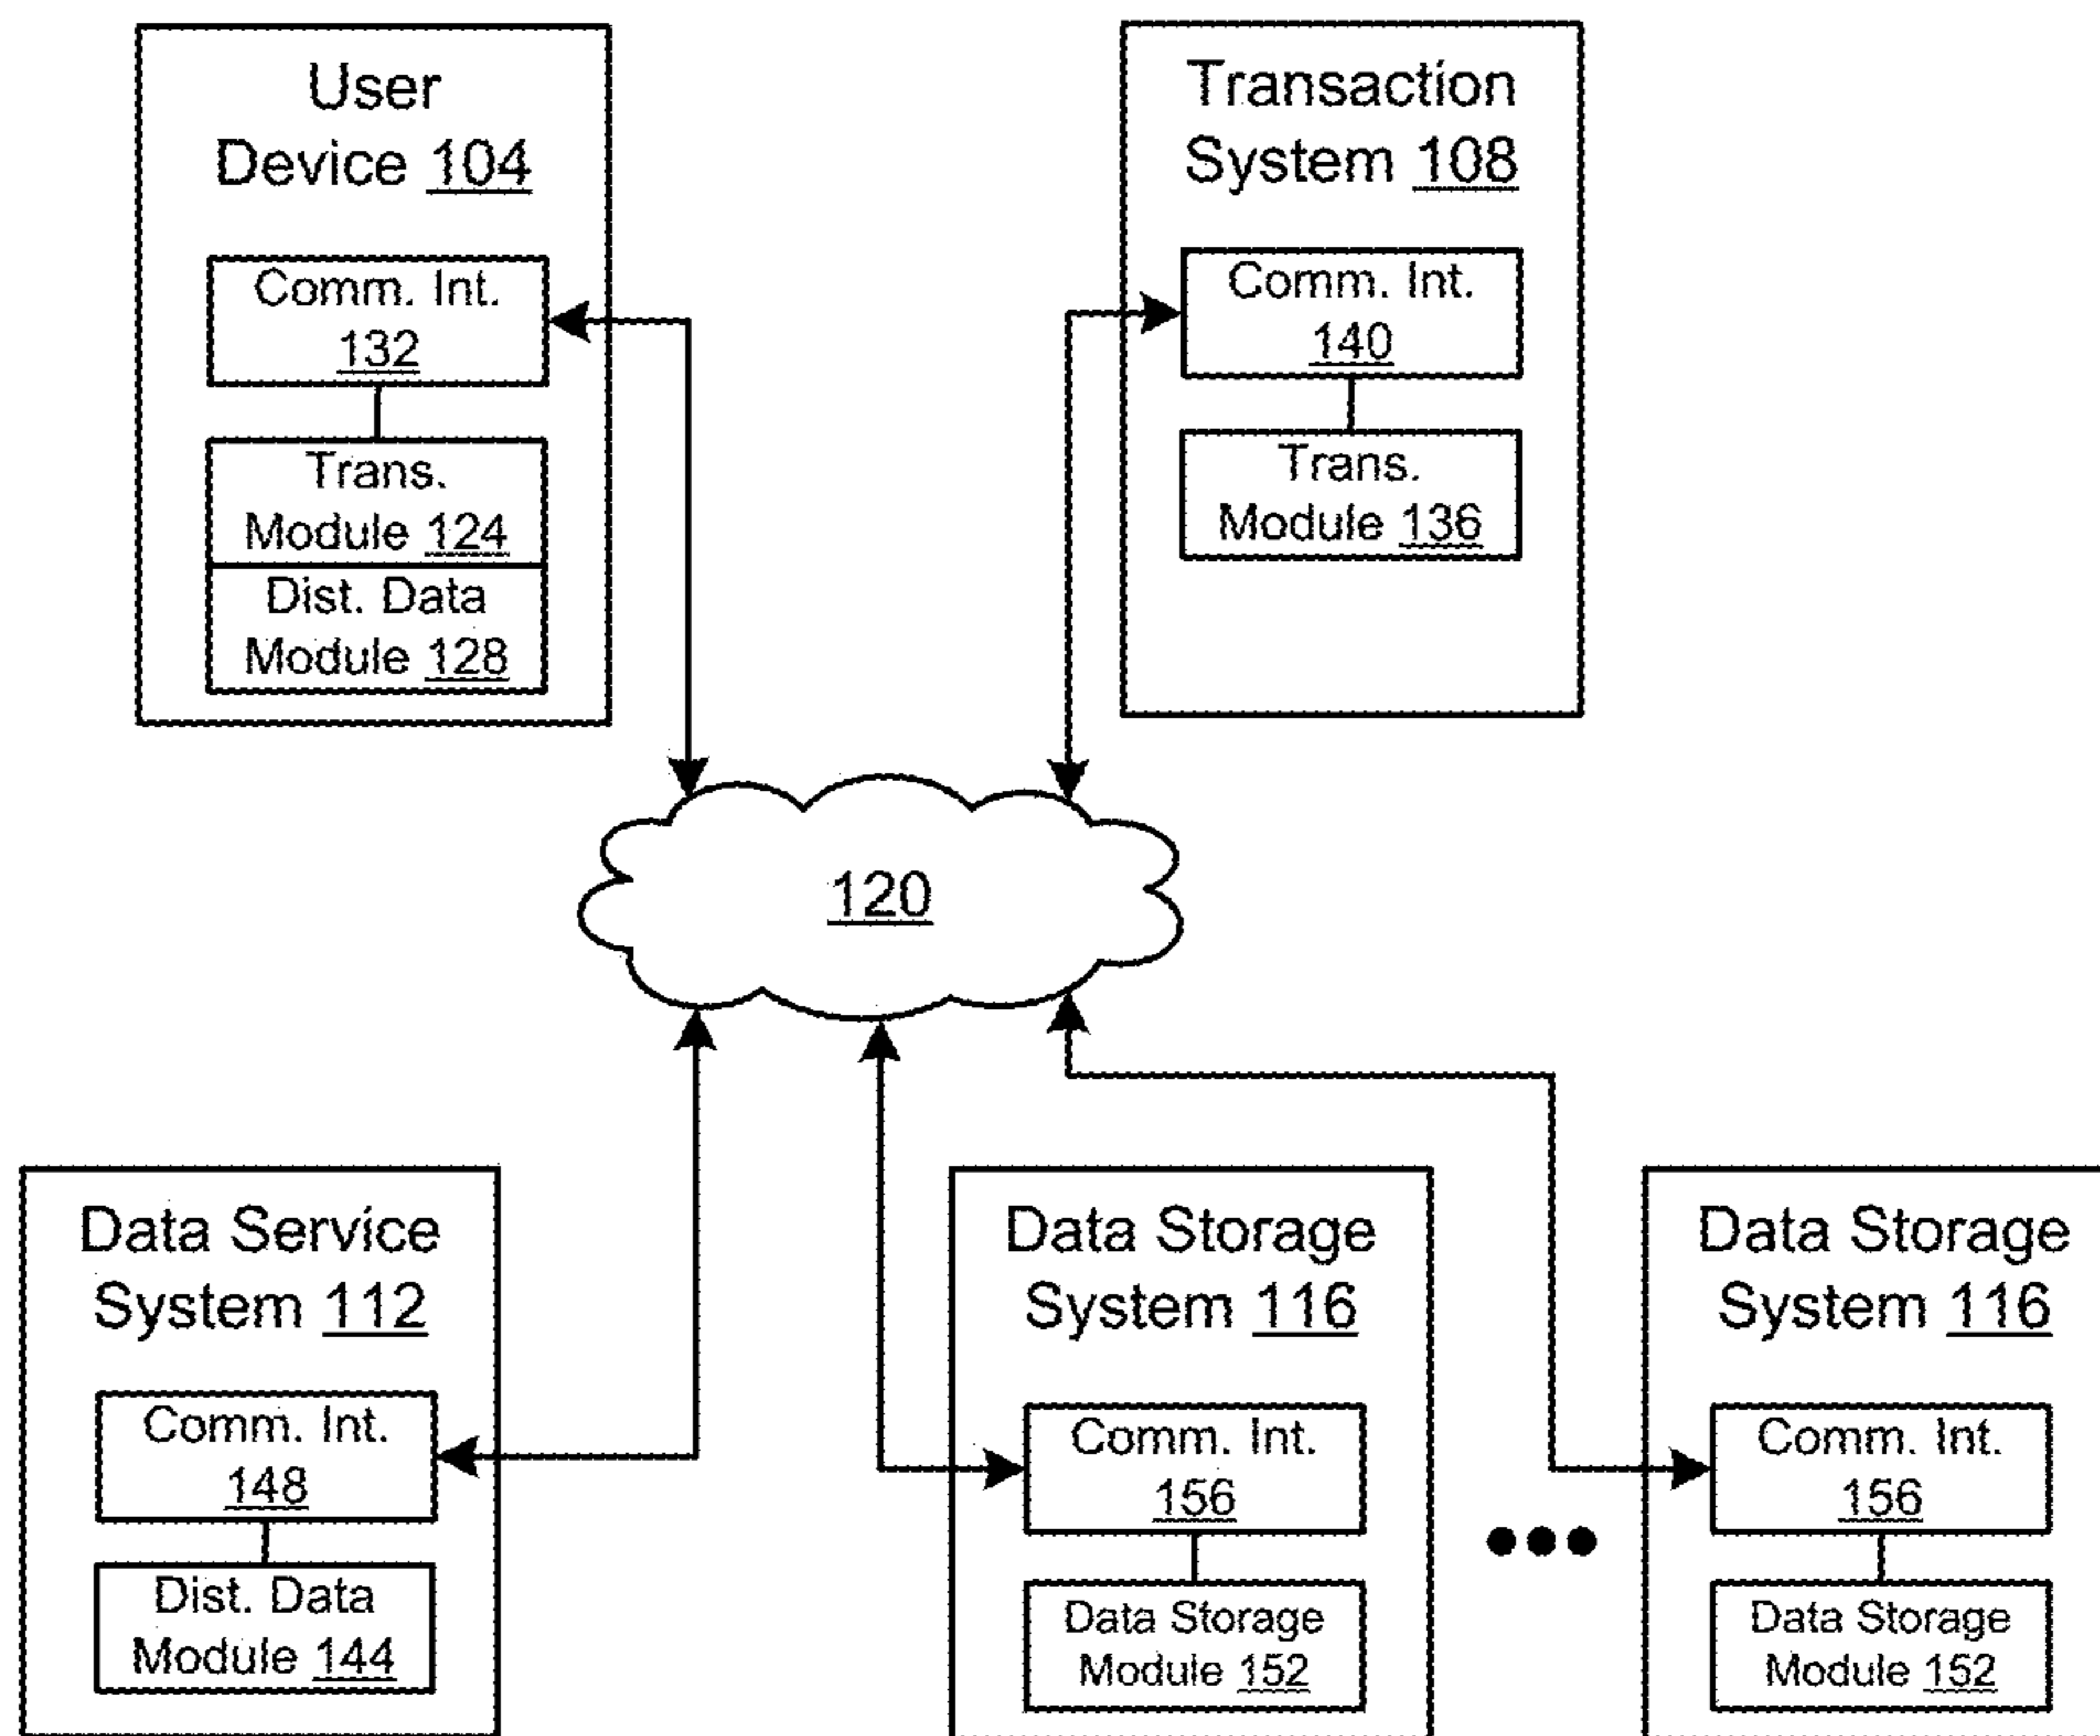 User
Device 104
Comm. Int.
132
Trans.
Module 124
Dist. Data
Module 128
Transaction
System 108
Comm. Int.
140
Trans.
Module 136
120
Data Service
System 112
Comm. Int.
148
Dist. Data
Module 144
Data Storage
System 116
Comm. Int.
156
Data Storage
Module 152
Data Storage
System 116
Comm. Int.
156
Data Storage
Module 152